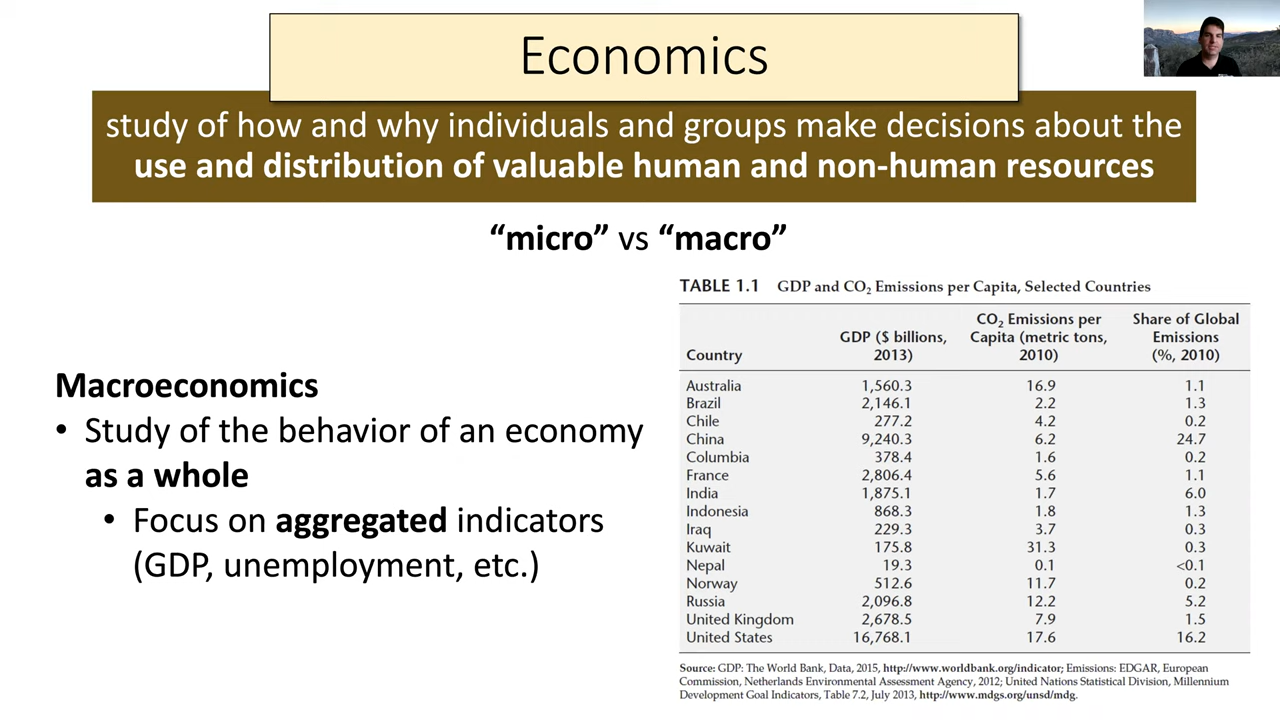 Economics
study of how and why individuals and groups make decisions about the
use and distribution of valuable human and non-human resources
“micro” vs “macro”
Macroeconomics
• Study of the behavior of an economy
as a whole
• Focus on aggregated indicators
(GDP, unemployment, etc.)
TABLE 1.1 GDP and CO₂ Emissions per Capita, Selected Countries
Country GDP ($ billions, 2013) CO₂ Emissions per Capita (metric tons, 2010) Share of Global Emissions (%, 2010)
Australia 1,560.3 16.9 1.1
Brazil 2,146.1 2.2 1.3
Chile 277.2 4.2 0.2
China 9,240.3 6.2 24.7
Columbia 378.4 1.6 0.2
France 2,806.4 5.6 1.1
India 1,875.1 1.7 6.0
Indonesia 868.3 1.8 1.3
Iraq 229.3 3.7 0.3
Kuwait 175.8 31.3 0.3
Nepal 19.3 0.1 <0.1
Norway 512.6 11.7 0.2
Russia 2,096.8 12.2 5.2
United Kingdom 2,678.5 7.9 1.5
United States 16,768.1 17.6 16.2
Source: GDP: The World Bank, Data, 2015, http://www.worldbank.org/indicator; Emissions: EDGAR, European
Commission, Netherlands Environmental Assessment Agency, 2012; United Nations Statistical Division, Millennium
Development Goal Indicators, Table 7.2, July 2013, http://www.mdgs.org/unsd/mdg.